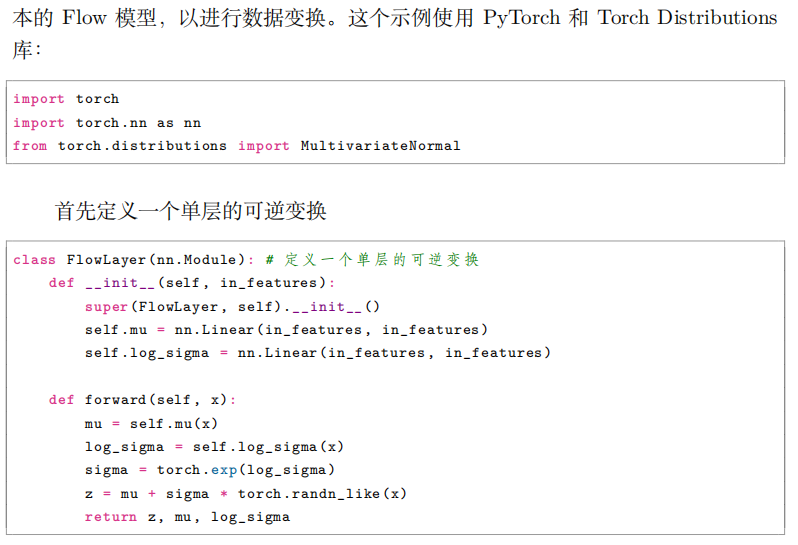 本的 Flow 模型，以进行数据变换。这个示例使用 PyTorch 和 Torch Distributions
库：
import torch
import torch.nn as nn
from torch.distributions import MultivariateNormal
首先定义一个单层的可逆变换
class FlowLayer(nn.Module): # 定义一个单层的可逆变换
    def __init__(self, in_features):
        super(FlowLayer, self).__init__()
        self.mu = nn.Linear(in_features, in_features)
        self.log_sigma = nn.Linear(in_features, in_features)
    def forward(self, x):
        mu = self.mu(x)
        log_sigma = self.log_sigma(x)
        sigma = torch.exp(log_sigma)
        z = mu + sigma * torch.randn_like(x)
        return z, mu, log_sigma